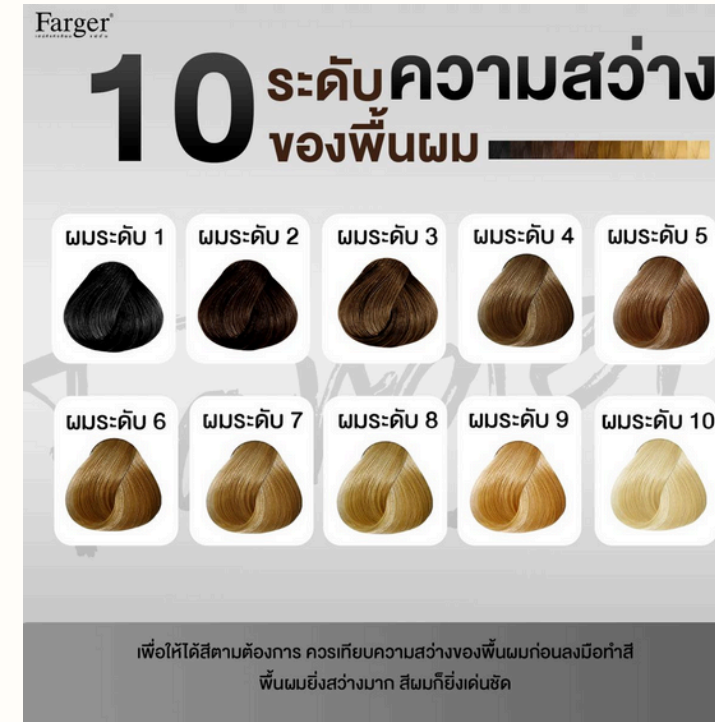 Farger®
10 ระดับความสว่าง
ของพื้นผม
ผมระดับ 1
ผมระดับ 2
ผมระดับ 3
ผมระดับ 4
ผมระดับ 5
ผมระดับ 6
ผมระดับ 7
ผมระดับ 8
ผมระดับ 9
ผมระดับ 10
เพื่อให้ได้สีตามต้องการ ควรเทียบความสว่างของพื้นผมก่อนลงมือทำสี
พื้นผมยิ่งสว่างมาก สีผมก็ยิ่งเด่นชัด